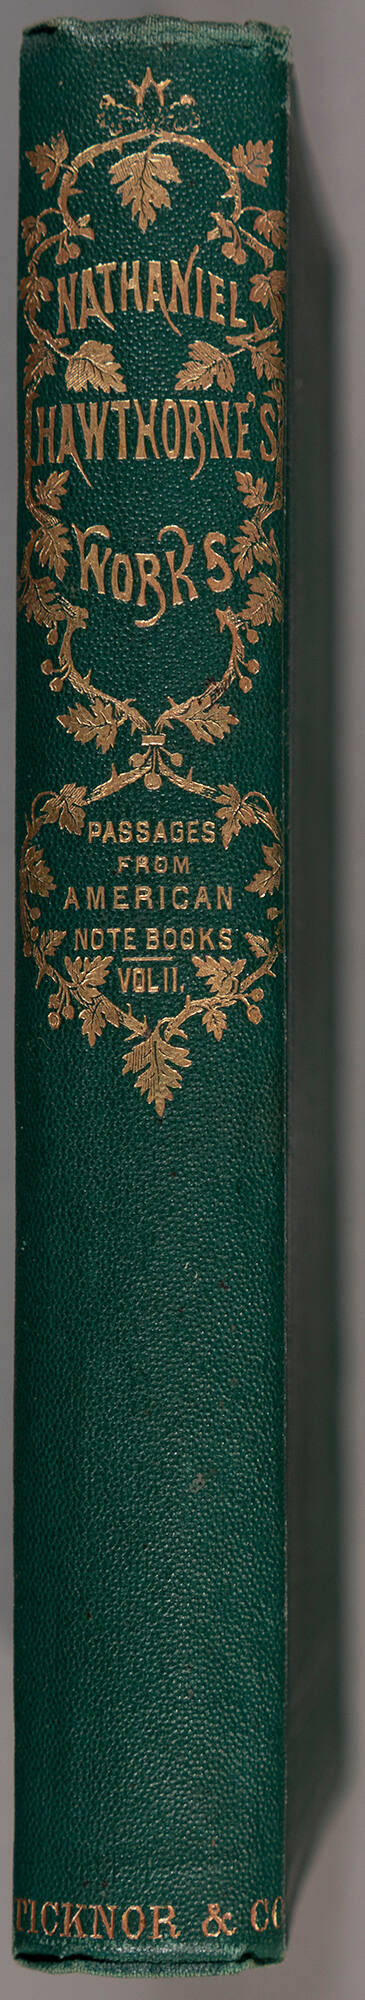 NATHANIEL
HAWTHORNE'S
WORKS
PASSAGES
FROM
AMERICAN
NOTE BOOKS
VOL II.
TICKNOR & CO